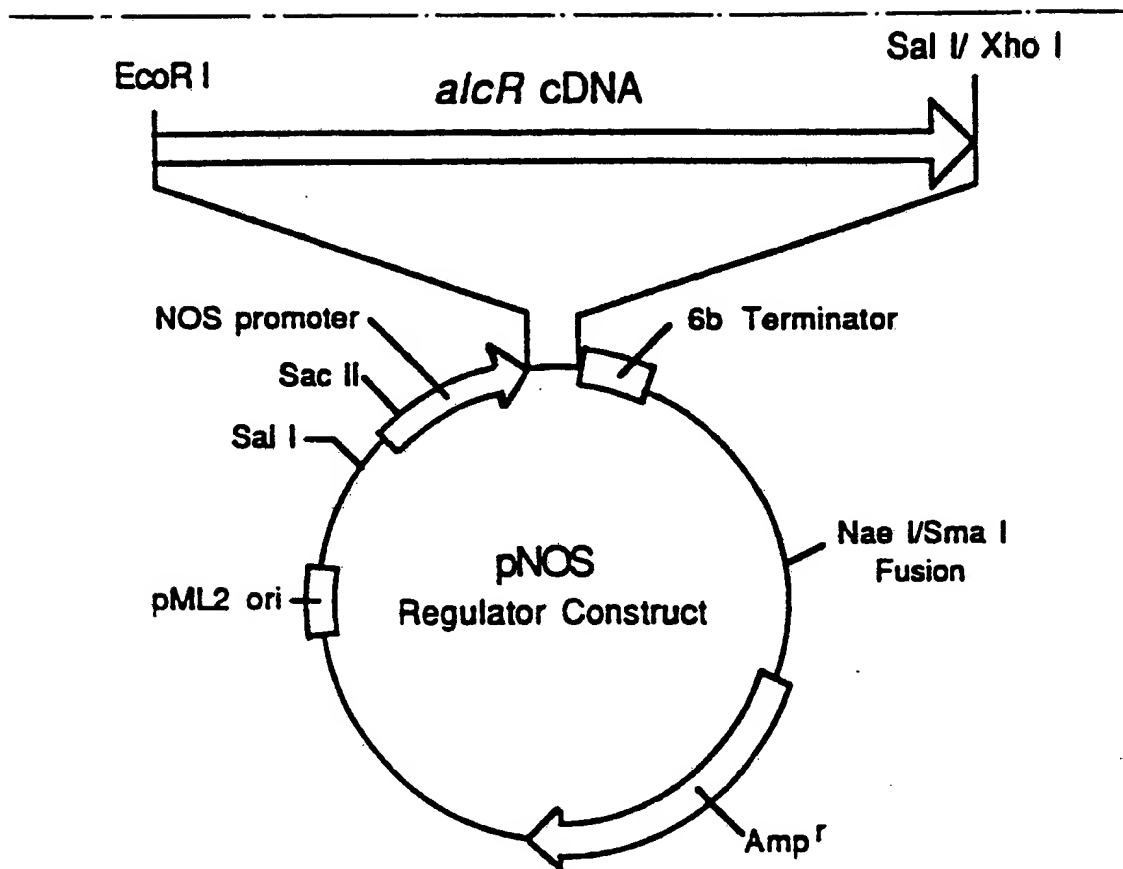 EcoR I
alcR cDNA
Sal I/ Xho I
NOS promoter
6b Terminator
Sac II
Sal I
Nae I/Sma I
Fusion
pML2 ori
pNOS
Regulator Construct
Amp r